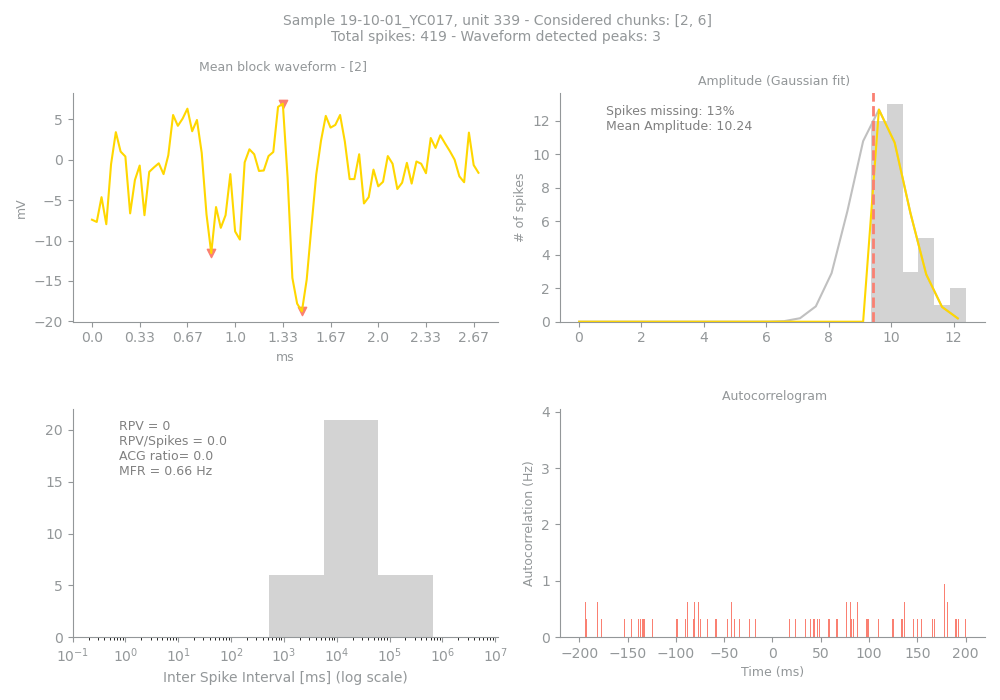 Sample 19-10-01_YC017, unit 339 - Considered chunks: [2, 6]
Total spikes: 419 - Waveform detected peaks: 3
Mean block waveform - [2]
5
0
−5
−10
−15
−20
mV
0.0 0.33 0.67 1.0 1.33 1.67 2.0 2.33 2.67
ms
Amplitude (Gaussian fit)
Spikes missing: 13%
Mean Amplitude: 10.24
12
10
8
6
4
2
0
# of spikes
0 2 4 6 8 10 12
RPV = 0
RPV/Spikes = 0.0
ACG ratio= 0.0
MFR = 0.66 Hz
20
15
10
5
0
10⁻¹ 10⁰ 10¹ 10² 10³ 10⁴ 10⁵ 10⁶ 10⁷
Inter Spike Interval [ms] (log scale)
Autocorrelogram
4
3
2
1
0
Autocorrelation (Hz)
−200 −150 −100 −50 0 50 100 150 200
Time (ms)